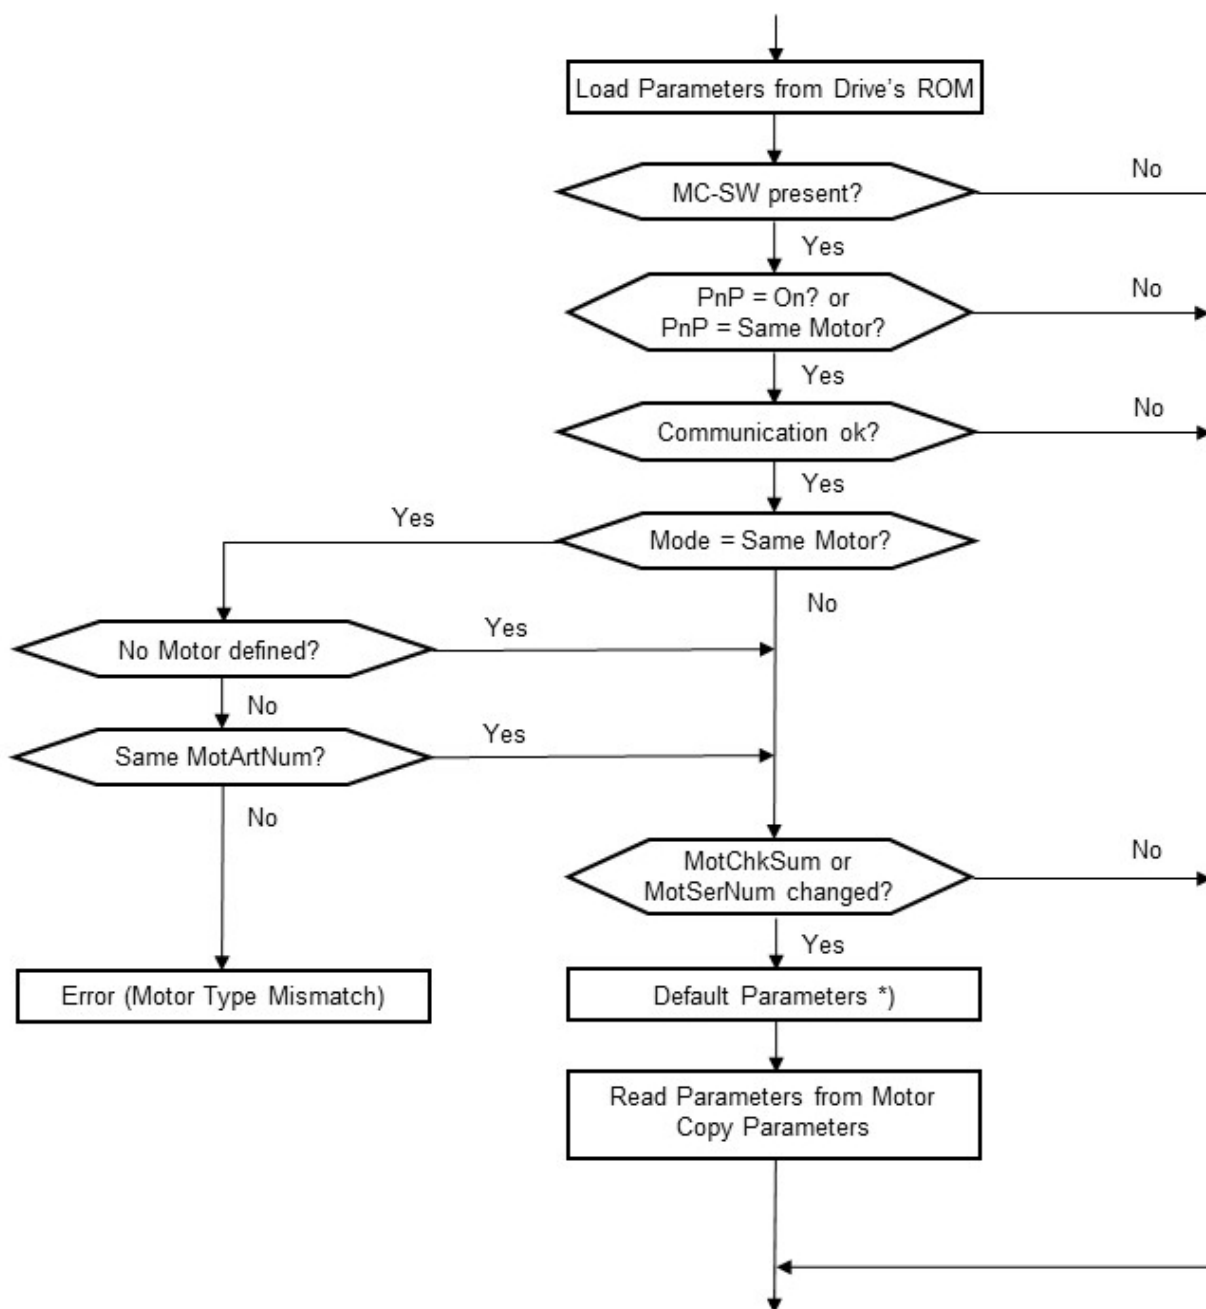 Load Parameters from Drive's ROM
MC-SW present?
No
Yes
PnP = On? or
PnP = Same Motor?
No
Yes
Communication ok?
No
Yes
Mode = Same Motor?
Yes
No
No Motor defined?
Yes
No
Same MotArtNum?
Yes
No
MotChkSum or
MotSerNum changed?
No
Yes
Error (Motor Type Mismatch)
Default Parameters *)
Read Parameters from Motor
Copy Parameters